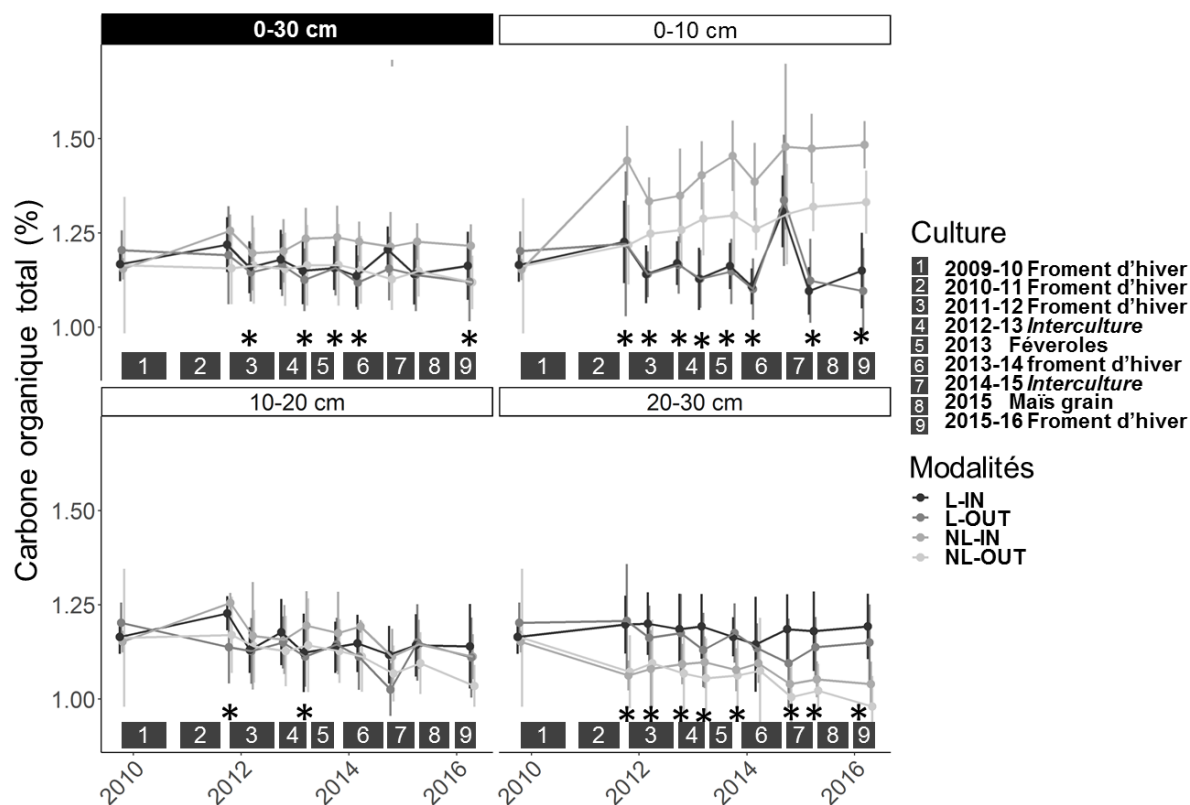 0-30 cm
0-10 cm
Carbone organique total (%)
1.50
1.25
1.00
* * * * *
* * * * * * * *
1 2 3 4 5 6 7 8 9
1 2 3 4 5 6 7 8 9
10-20 cm
20-30 cm
1.50
1.25
1.00
* *
* * * * * * * *
1 2 3 4 5 6 7 8 9
1 2 3 4 5 6 7 8 9
2010 2012 2014 2016
2010 2012 2014 2016
Culture
1 2009-10 Froment d'hiver
2 2010-11 Froment d'hiver
3 2011-12 Froment d'hiver
4 2012-13 Interculture
5 2013 Féveroles
6 2013-14 froment d'hiver
7 2014-15 Interculture
8 2015 Maïs grain
9 2015-16 Froment d'hiver
Modalités
L-IN
L-OUT
NL-IN
NL-OUT